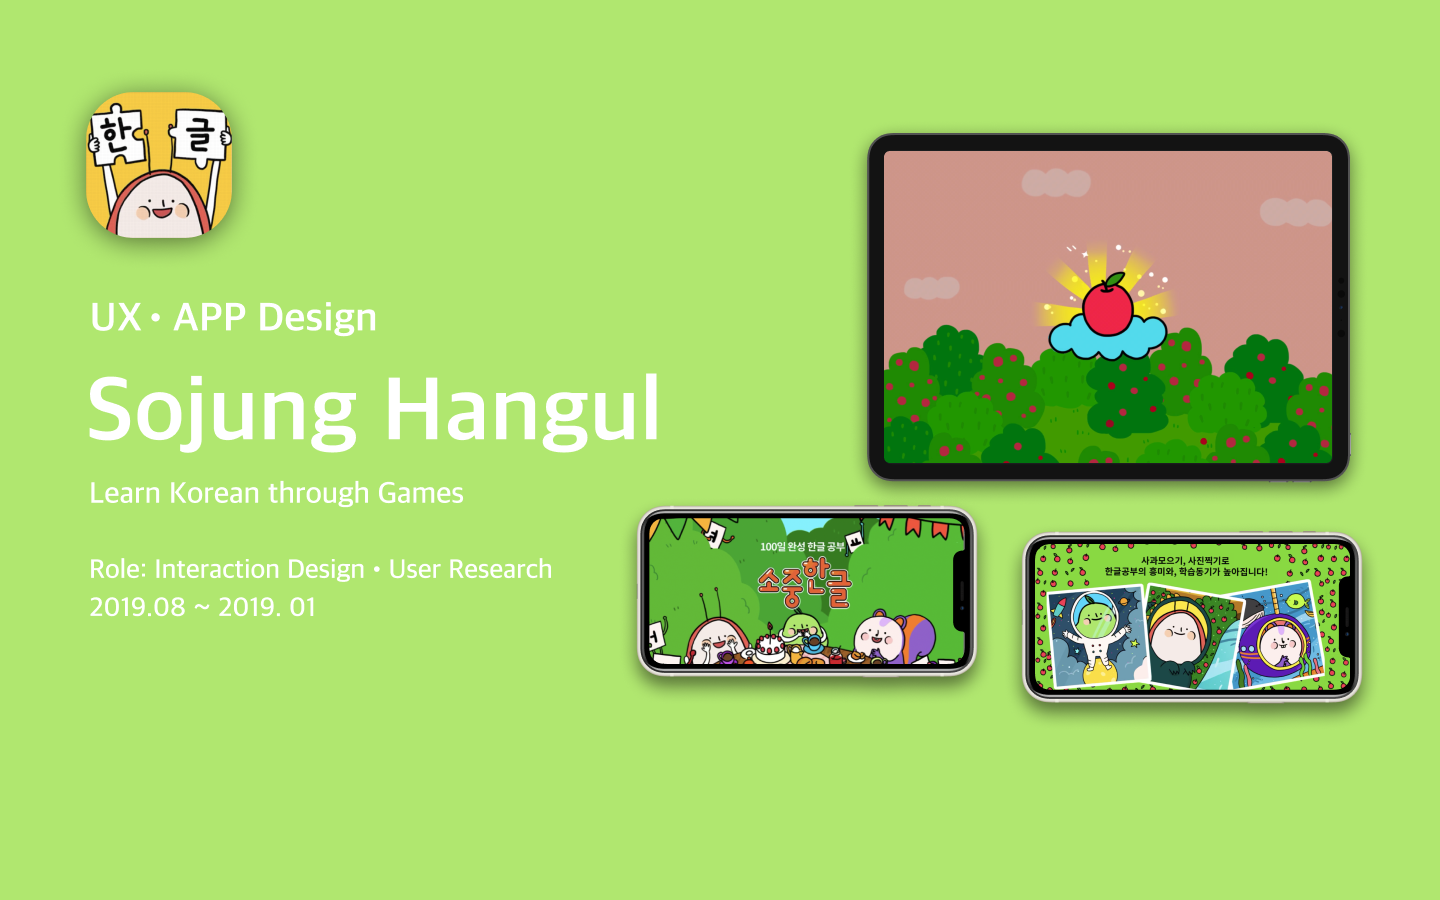 한 글
UX • APP Design
Sojung Hangul
Learn Korean through Games
Role: Interaction Design • User Research
2019.08 ~ 2019. 01
100일 완성 한글 공부
소중한글
사과모으기, 사진찍기로
한글공부의 흥미와, 학습동기가 높아집니다!